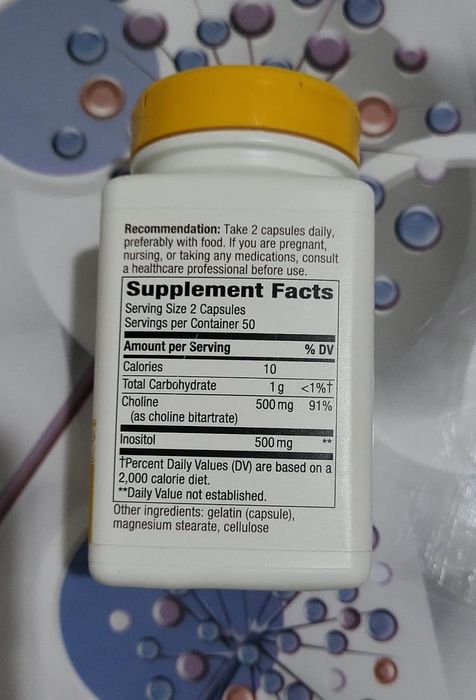 Recommendation: Take 2 capsules daily,
preferably with food. If you are pregnant,
nursing, or taking any medications, consult
a healthcare professional before use.
Supplement Facts
Serving Size 2 Capsules
Servings per Container 50
Amount per Serving % DV
Calories 10
Total Carbohydrate 1 g <1%†
Choline 500 mg 91%
(as choline bitartrate)
Inositol 500 mg **
†Percent Daily Values (DV) are based on a
2,000 calorie diet.
**Daily Value not established.
Other ingredients: gelatin (capsule),
magnesium stearate, cellulose